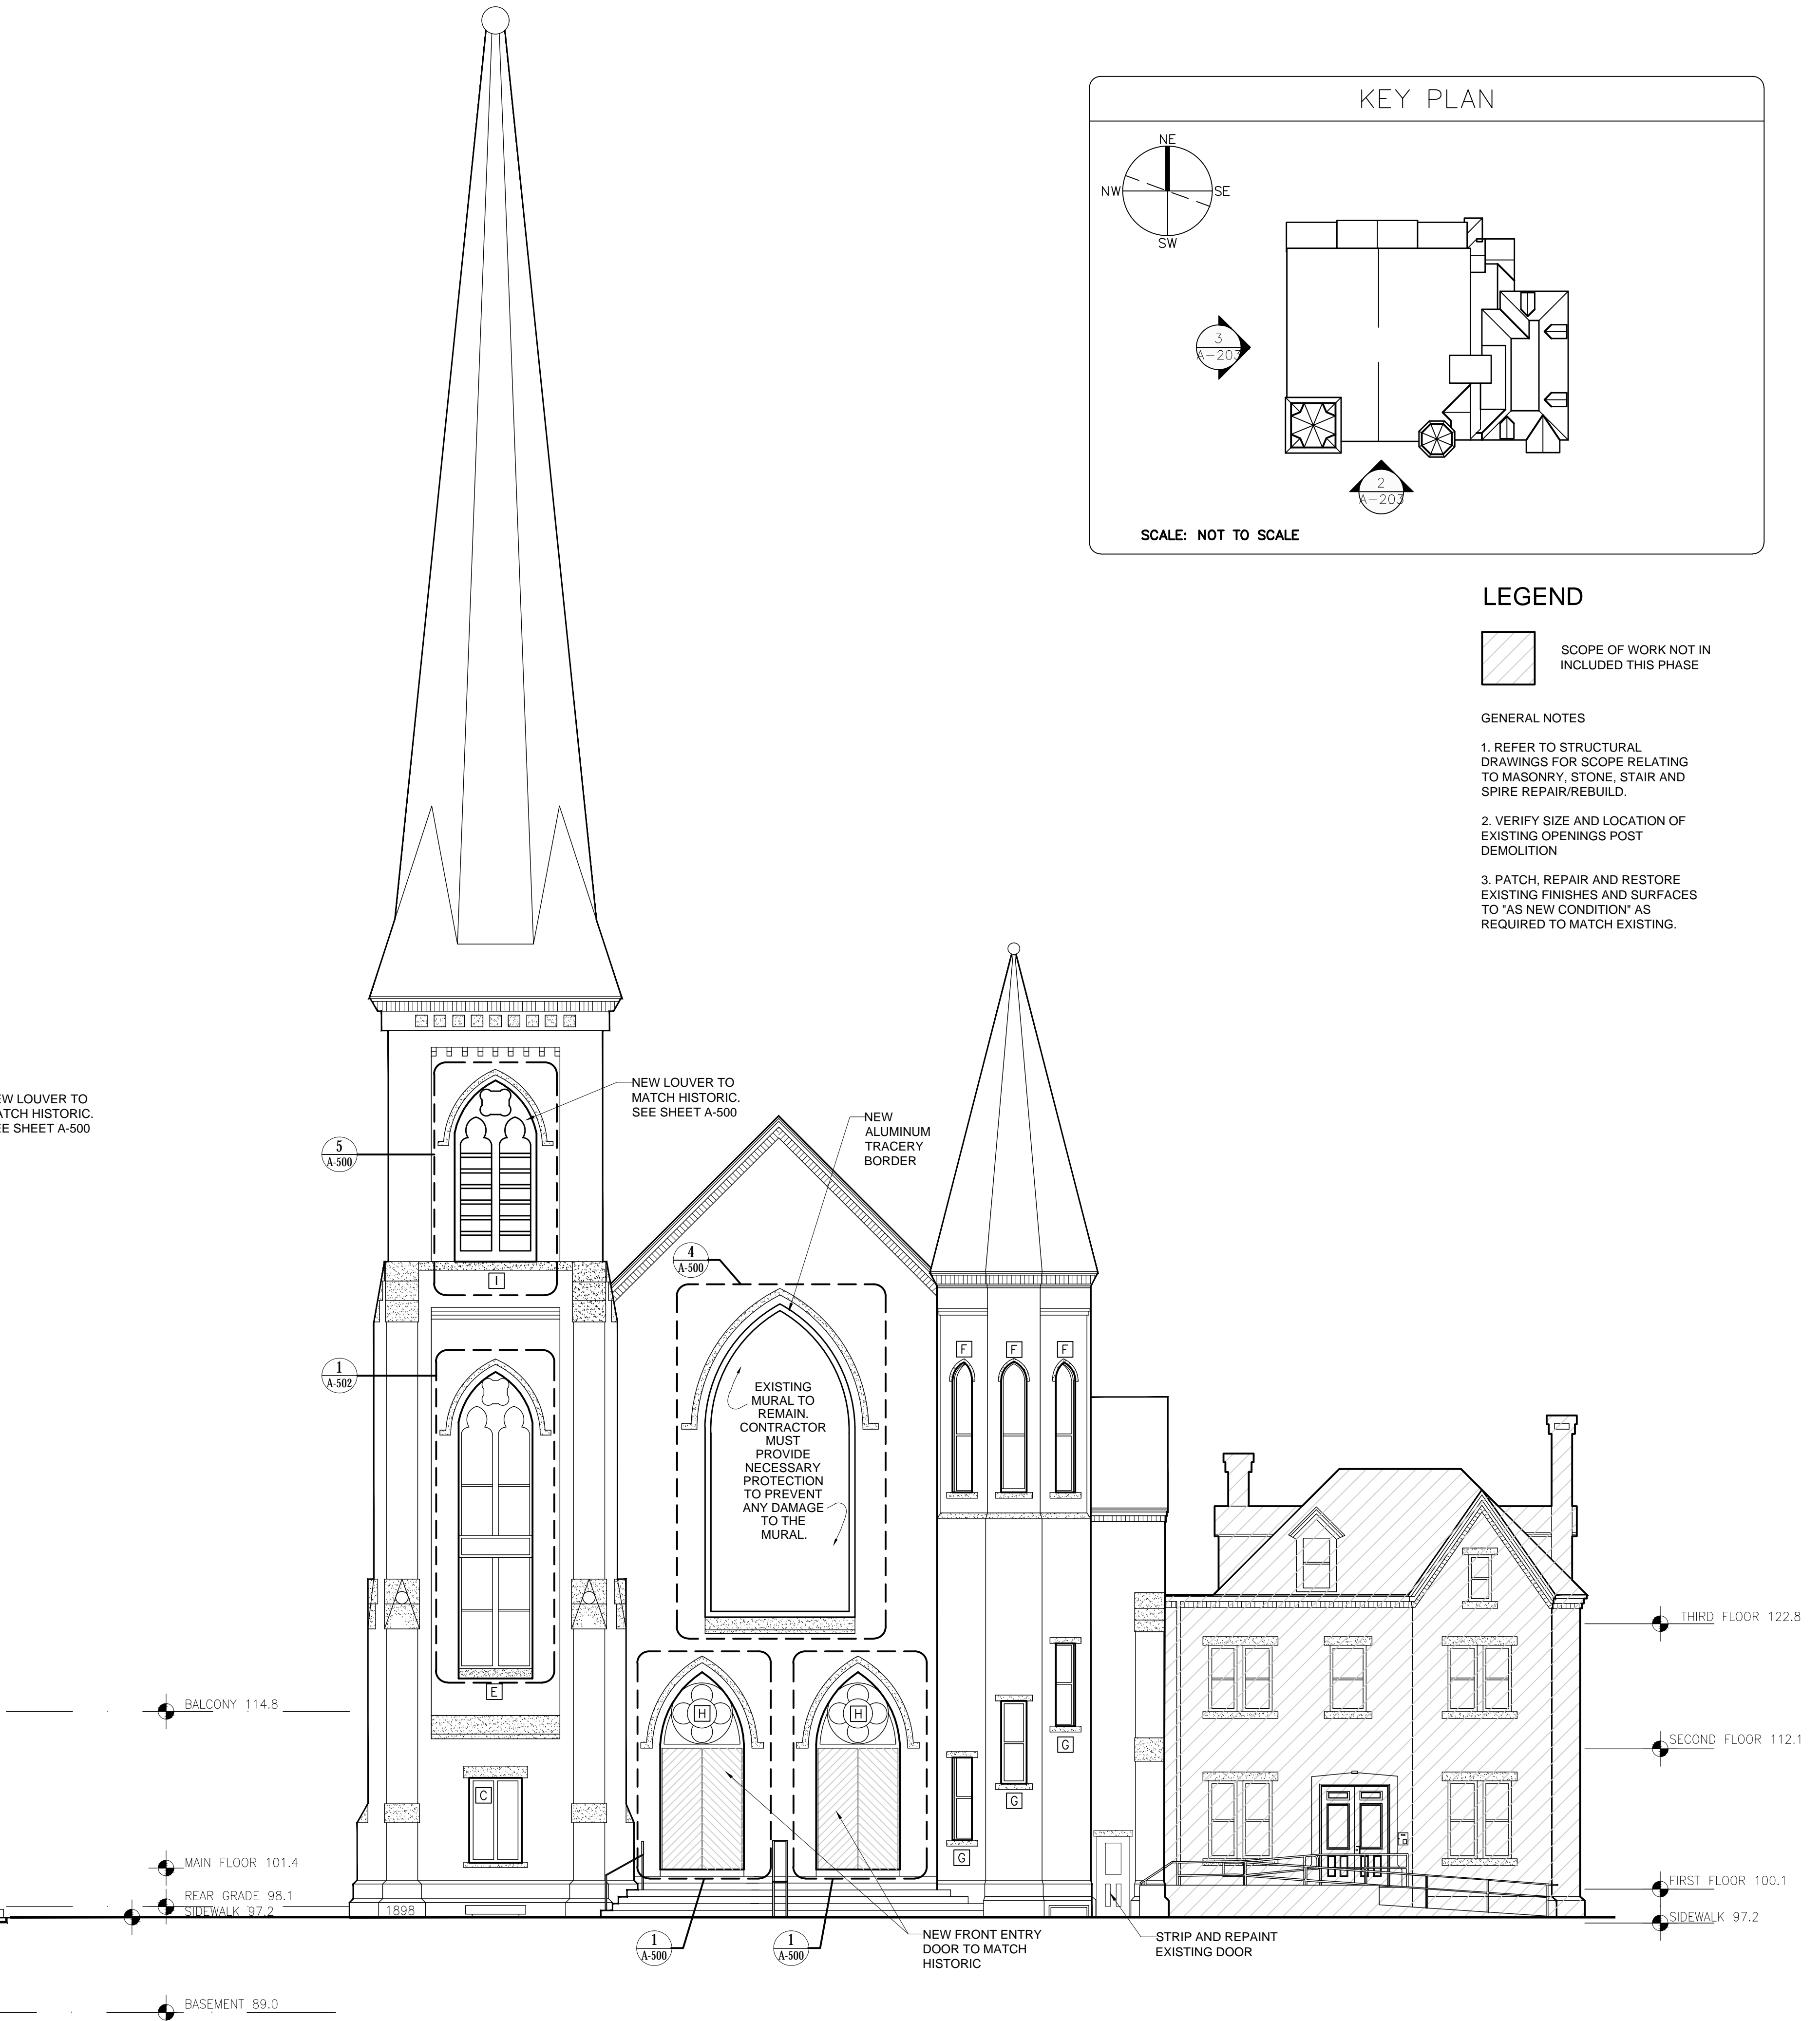 KEY PLAN
NE
NW
SE
SW
3
A-203
2
A-203
SCALE: NOT TO SCALE
LEGEND
SCOPE OF WORK NOT IN
INCLUDED THIS PHASE
GENERAL NOTES
1. REFER TO STRUCTURAL
DRAWINGS FOR SCOPE RELATING
TO MASONRY, STONE, STAIR AND
SPIRE REPAIR/REBUILD.
2. VERIFY SIZE AND LOCATION OF
EXISTING OPENINGS POST
DEMOLITION
3. PATCH, REPAIR AND RESTORE
EXISTING FINISHES AND SURFACES
TO "AS NEW CONDITION" AS
REQUIRED TO MATCH EXISTING.
EW LOUVER TO
ATCH HISTORIC.
EE SHEET A-500
NEW LOUVER TO
MATCH HISTORIC.
SEE SHEET A-500
NEW
ALUMINUM
TRACERY
BORDER
5
A-500
4
A-500
I
1
A-502
F
F
F
EXISTING
MURAL TO
REMAIN.
CONTRACTOR
MUST
PROVIDE
NECESSARY
PROTECTION
TO PREVENT
ANY DAMAGE
TO THE
MURAL.
E
H
H
G
G
G
C
THIRD FLOOR 122.8
BALCONY 114.8
SECOND FLOOR 112.1
MAIN FLOOR 101.4
REAR GRADE 98.1
SIDEWALK 97.2
1898
FIRST FLOOR 100.1
SIDEWALK 97.2
1
A-500
1
A-500
NEW FRONT ENTRY
DOOR TO MATCH
HISTORIC
STRIP AND REPAINT
EXISTING DOOR
BASEMENT 89.0